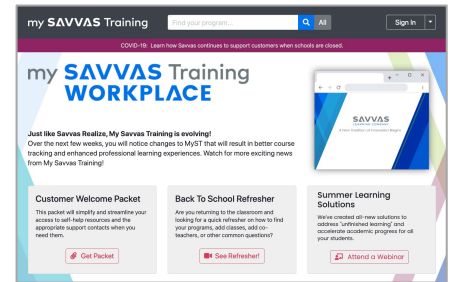 my SAVVAS Training
Find your program...
All
Sign In
COVID-19: Learn how Savvas continues to support customers when schools are closed.
my SAVVAS Training
WORKPLACE
SAVVAS
LEARNING COMPANY
A New Tradition of Innovation Begins
Just like Savvas Realize, My Savvas Training is evolving!
Over the next few weeks, you will notice changes to MyST that will result in better course
tracking and enhanced professional learning experiences. Watch for more exciting news
from My Savvas Training!
Customer Welcome Packet
This packet will simplify and streamline your
access to self-help resources and the
appropriate support contacts when you
need them.
Get Packet
Back To School Refresher
Are you returning to the classroom and
looking for a quick refresher on how to find
your programs, add classes, add co-
teachers, or other common questions?
See Refresher!
Summer Learning
Solutions
We've created all-new solutions to
address "unfinished learning" and
accelerate academic progress for all
your students.
Attend a Webinar